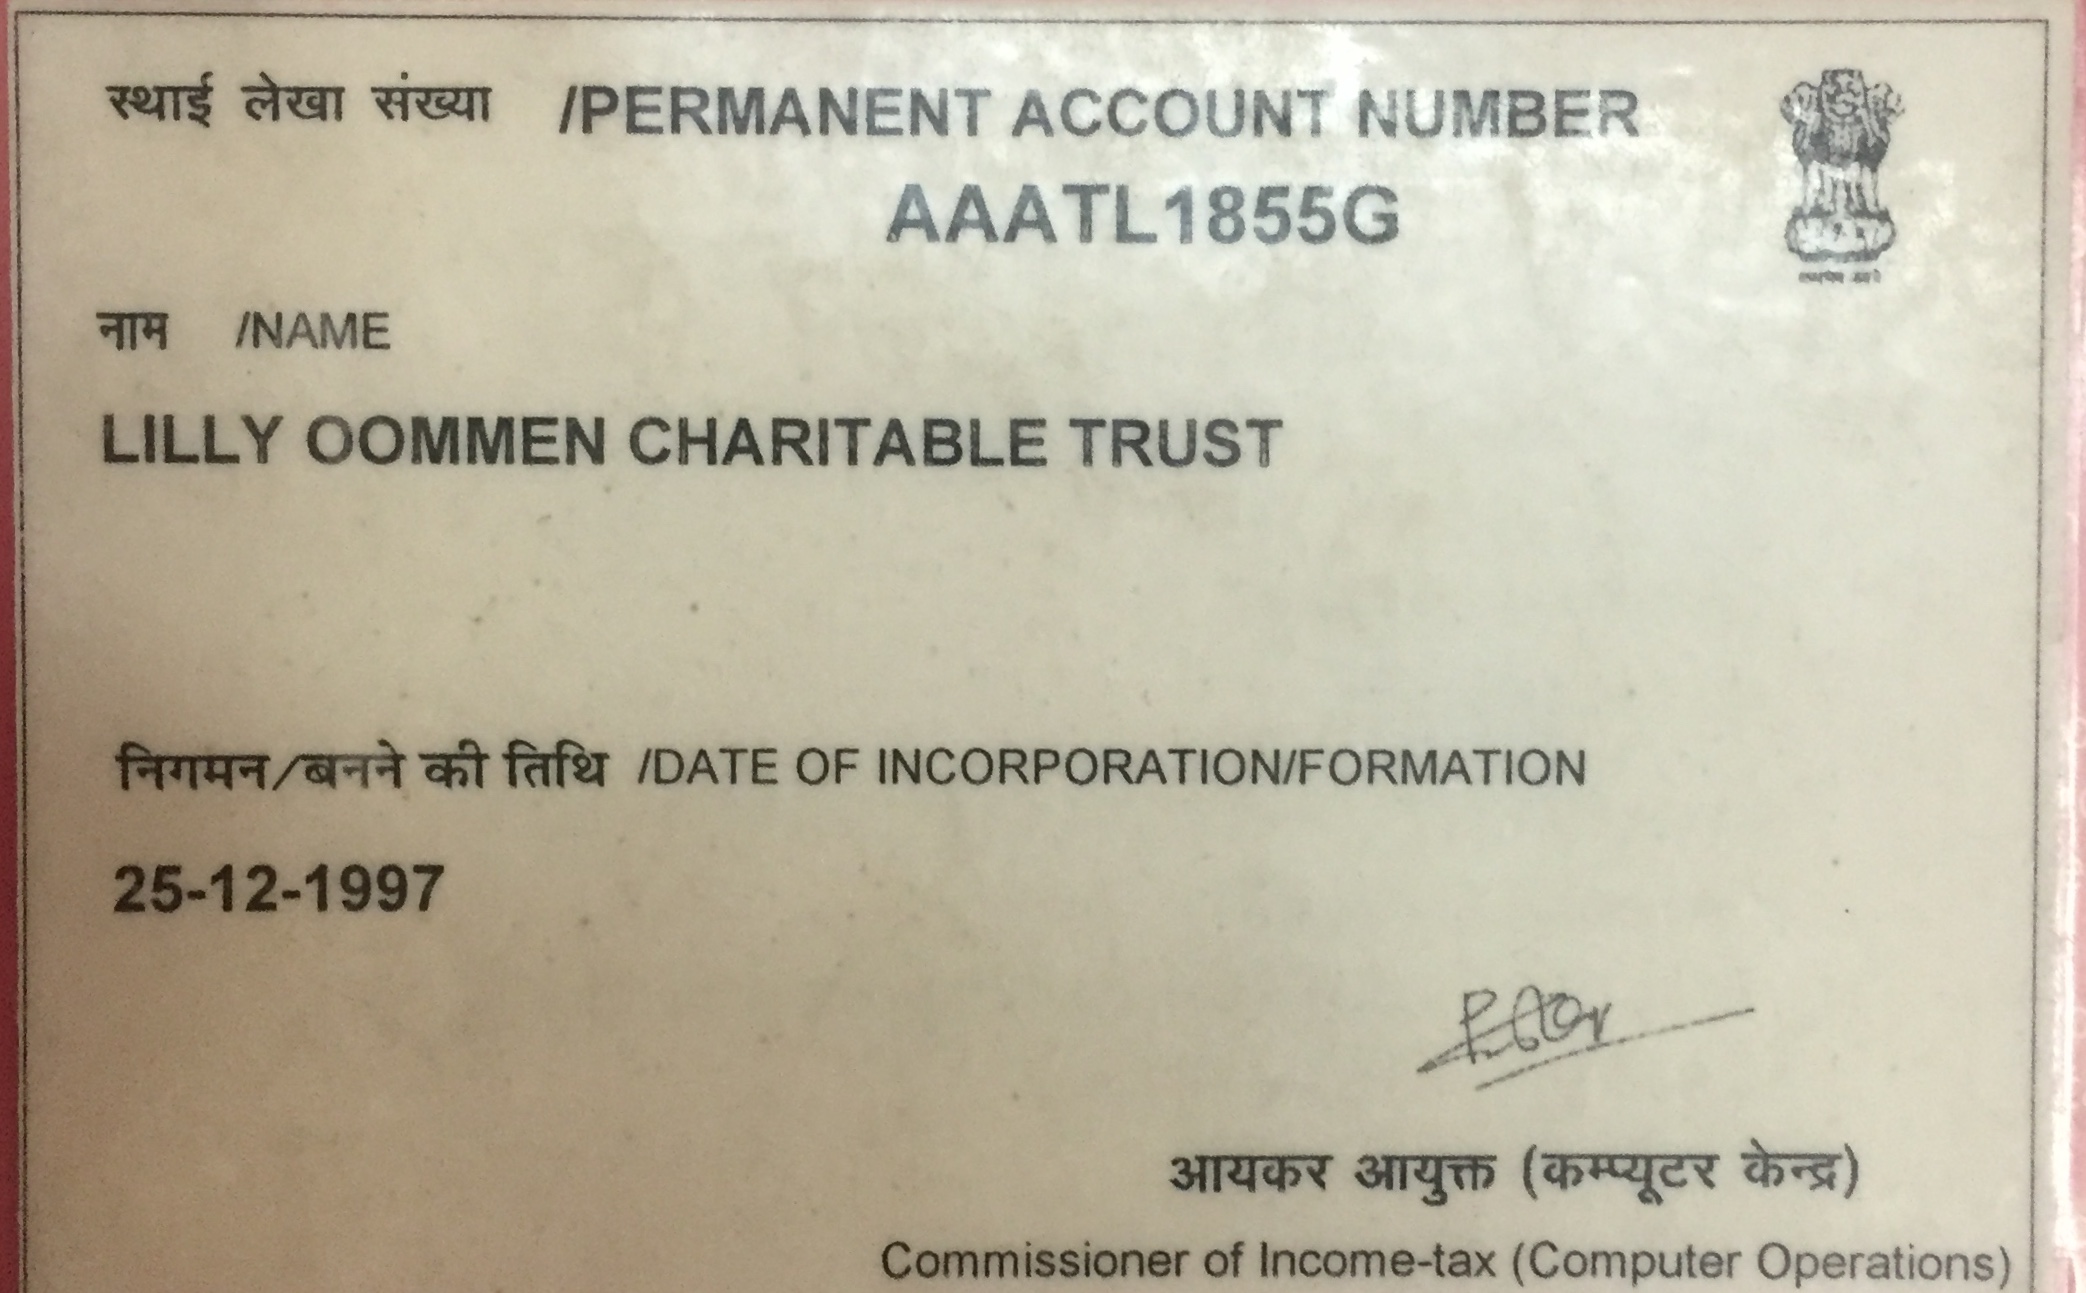 स्थाई लेखा संख्या /PERMANENT ACCOUNT NUMBER
AAATL1855G
नाम /NAME
LILLY OOMMEN CHARITABLE TRUST
निगमन/बनने की तिथि /DATE OF INCORPORATION/FORMATION
25-12-1997
आयकर आयुक्त (कम्प्यूटर केन्द्र)
Commissioner of Income-tax (Computer Operations)